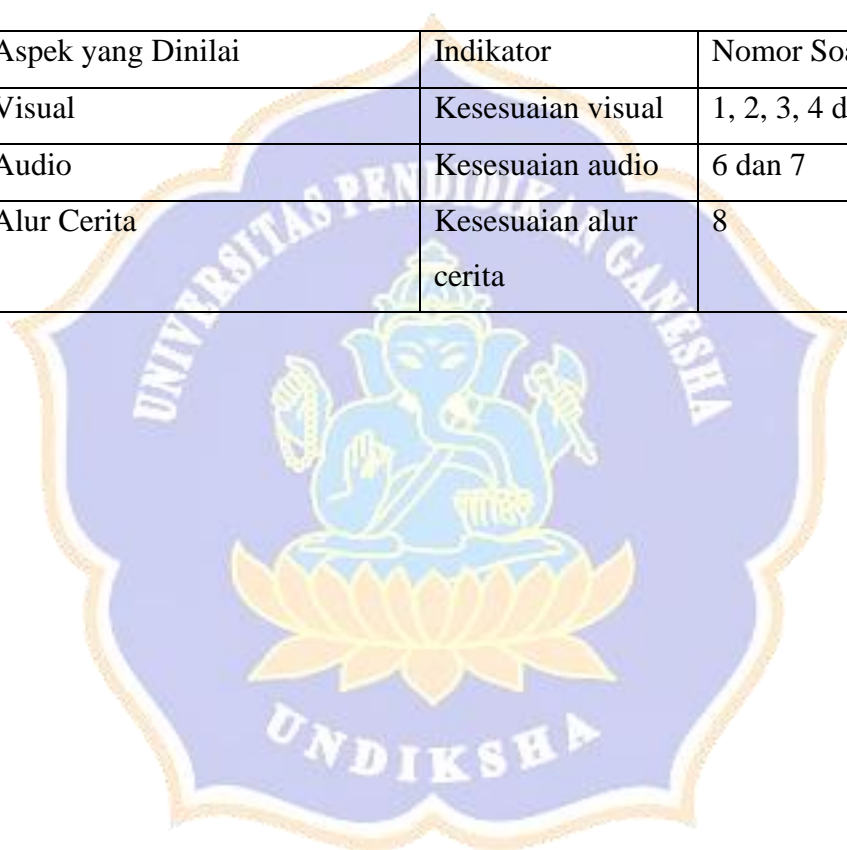 Aspek yang Dinilai Indikator Nomor
Visual Kesesuaian visual 1, 2, 3, 4
Audio Kesesuaian audio 6 dan 7
Alur Cerita Kesesuaian alur 8
cerita
UNIVERSITAS PENDIDIKAN GANESHA
UNDIKSHA